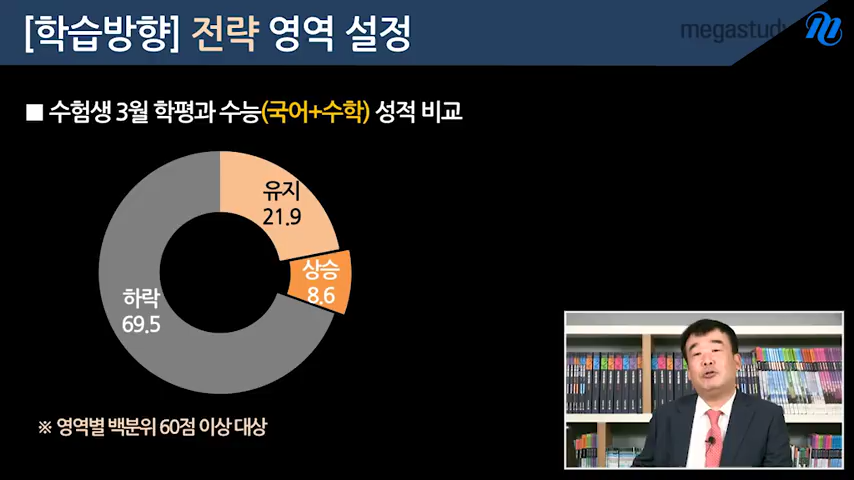 [학습방향] 전략 영역 설정
megastudy
■ 수험생 3월 학평과 수능(국어+수학) 성적 비교
유지
21.9
상승
8.6
하락
69.5
※ 영역별 백분위 60점 이상 대상